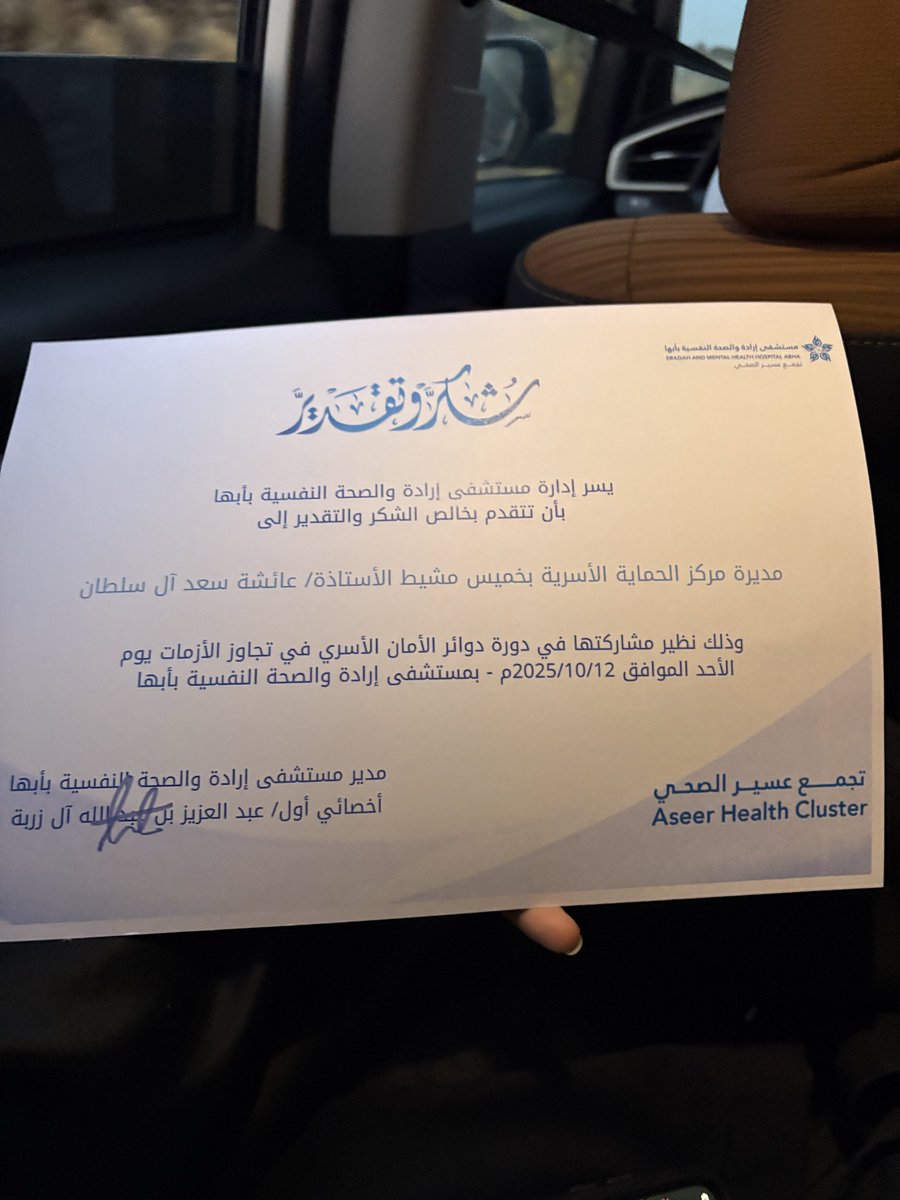 مستشفى إرادة والصحة النفسية بأبها
ERADAH AND MENTAL HEALTH HOSPITAL ABHA
تجمع عسير الصحي
شكر وتقدير
يسر إدارة مستشفى إرادة والصحة النفسية بأبها
بأن تتقدم بخالص الشكر والتقدير إلى
مديرة مركز الحماية الأسرية بخميس مشيط الأستاذة/ عائشة سعد آل سلطان
وذلك نظير مشاركتها في دورة دوائر الأمان الأسري في تجاوز الأزمات يوم
الأحد الموافق 2025/10/12م - بمستشفى إرادة والصحة النفسية بأبها
مدير مستشفى إرادة والصحة النفسية بأبها
أخصائي أول/ عبد العزيز بن عبد الله آل زربة
تجمع عسير الصحي
Aseer Health Cluster